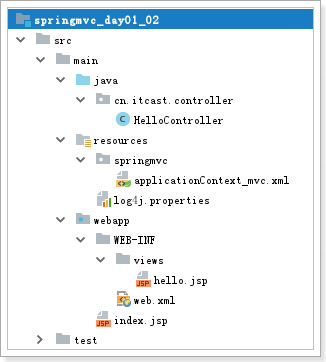 springmvc_day01_02
src
main
java
cn.itcast.controller
C HelloController
resources
springmvc
applicationContext_mvc.xml
log4j.properties
webapp
WEB-INF
views
JSP hello.jsp
web.xml
JSP index.jsp
test